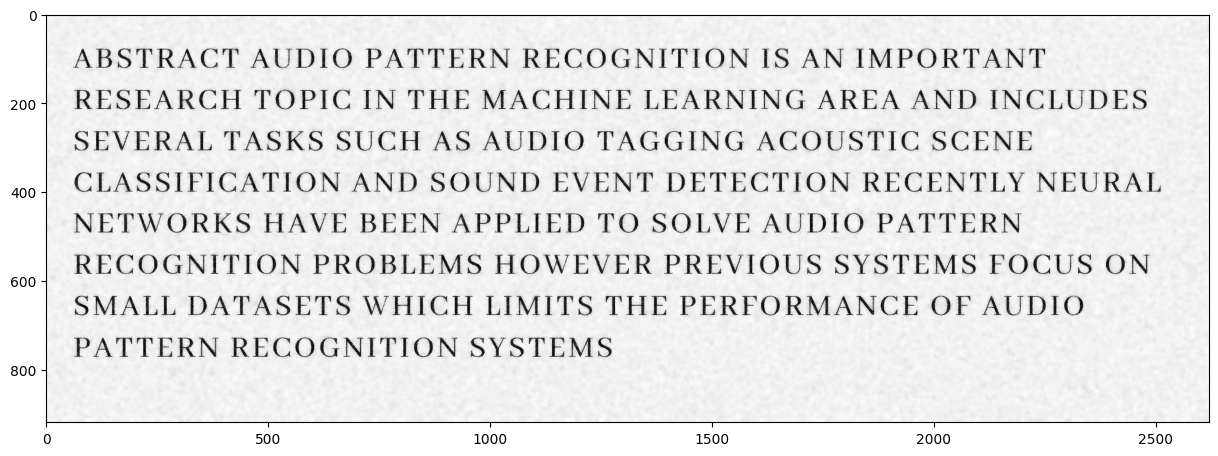 ABSTRACT AUDIO PATTERN RECOGNITION IS AN IMPORTANT
RESEARCH TOPIC IN THE MACHINE LEARNING AREA AND INCLUDES
SEVERAL TASKS SUCH AS AUDIO TAGGING ACOUSTIC SCENE
CLASSIFICATION AND SOUND EVENT DETECTION RECENTLY NEURAL
NETWORKS HAVE BEEN APPLIED TO SOLVE AUDIO PATTERN
RECOGNITION PROBLEMS HOWEVER PREVIOUS SYSTEMS FOCUS ON
SMALL DATASETS WHICH LIMITS THE PERFORMANCE OF AUDIO
PATTERN RECOGNITION SYSTEMS
0
200
400
600
800
0 500 1000 1500 2000 2500